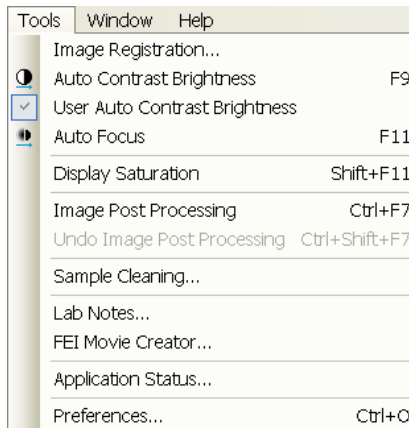 Tools Window Help
Image Registration...
Auto Contrast Brightness F9
User Auto Contrast Brightness
Auto Focus F11
Display Saturation Shift+F11
Image Post Processing Ctrl+F7
Undo Image Post Processing Ctrl+Shift+F7
Sample Cleaning...
Lab Notes...
FEI Movie Creator...
Application Status...
Preferences... Ctrl+O